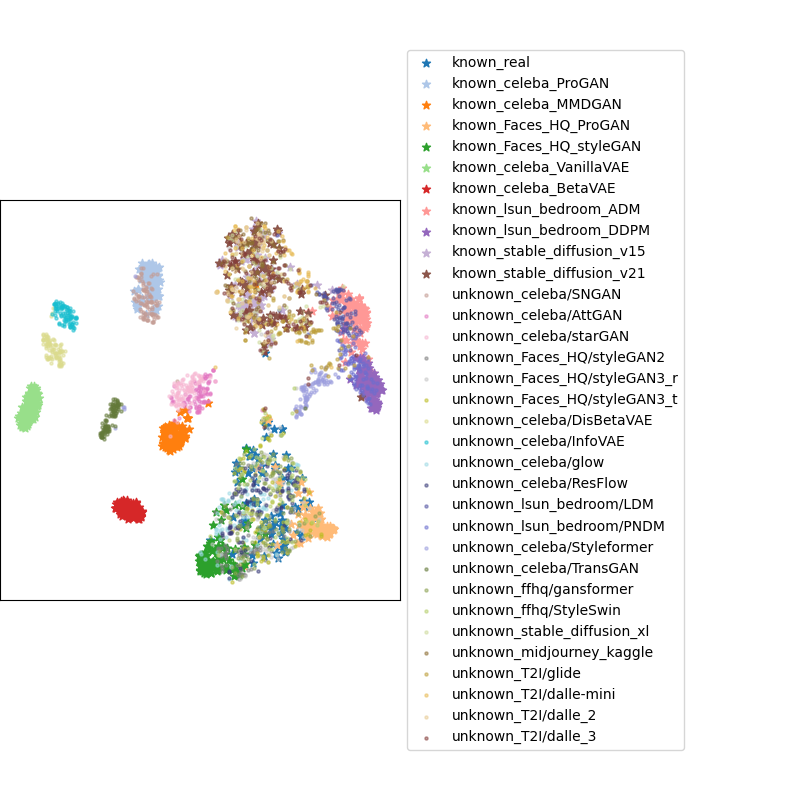 known_real
known_celeba_ProGAN
known_celeba_MMDGAN
known_Faces_HQ_ProGAN
known_Faces_HQ_styleGAN
known_celeba_VanillaVAE
known_celeba_BetaVAE
known_lsun_bedroom_ADM
known_lsun_bedroom_DDPM
known_stable_diffusion_v15
known_stable_diffusion_v21
unknown_celeba/SNGAN
unknown_celeba/AttGAN
unknown_celeba/starGAN
unknown_Faces_HQ/styleGAN2
unknown_Faces_HQ/styleGAN3_r
unknown_Faces_HQ/styleGAN3_t
unknown_celeba/DisBetaVAE
unknown_celeba/InfoVAE
unknown_celeba/glow
unknown_celeba/ResFlow
unknown_lsun_bedroom/LDM
unknown_lsun_bedroom/PNDM
unknown_celeba/Styleformer
unknown_celeba/TransGAN
unknown_ffhq/gansformer
unknown_ffhq/StyleSwin
unknown_stable_diffusion_xl
unknown_midjourney_kaggle
unknown_T2I/glide
unknown_T2I/dalle-mini
unknown_T2I/dalle_2
unknown_T2I/dalle_3